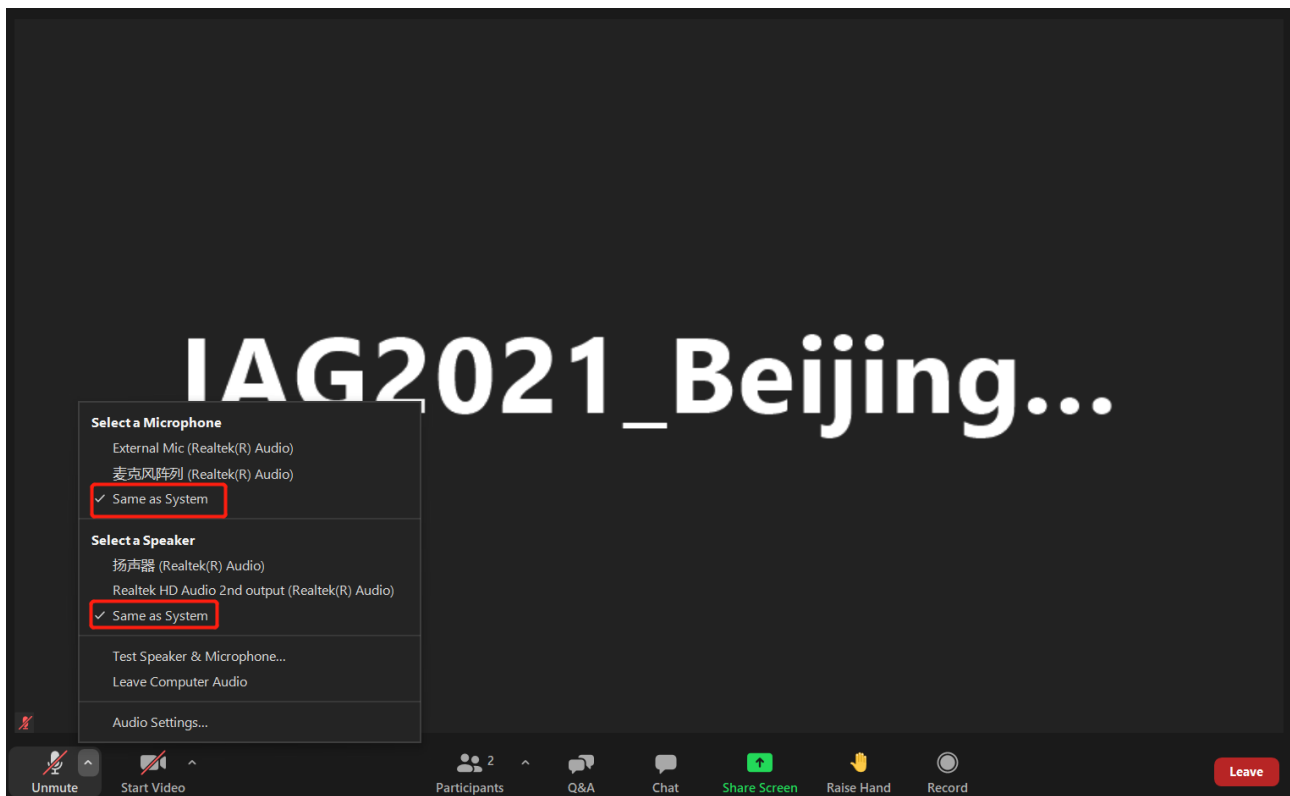 IAG2021_Beijing...
Select a Microphone
External Mic (Realtek(R) Audio)
麦克风阵列 (Realtek(R) Audio)
✓ Same as System
Select a Speaker
扬声器 (Realtek(R) Audio)
Realtek HD Audio 2nd output (Realtek(R) Audio)
✓ Same as System
Test Speaker & Microphone...
Leave Computer Audio
Audio Settings...
Unmute
Start Video
2
Participants
Q&A
Chat
Share Screen
Raise Hand
Record
Leave